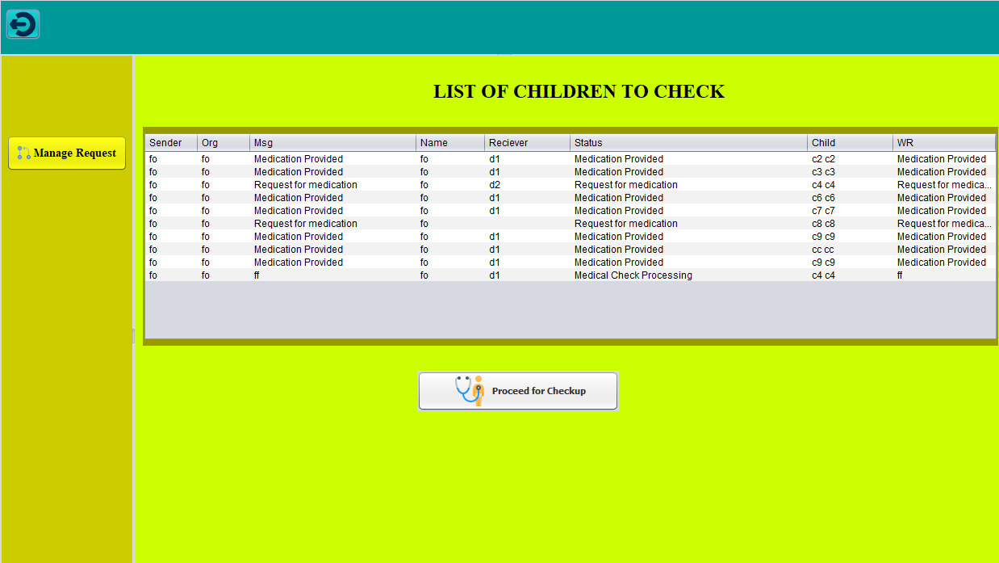 LIST OF CHILDREN TO CHECK
Manage Request
Sender Org Msg Name Reciever Status Child WR
fo fo Medication Provided fo d1 Medication Provided c2 c2 Medication Provided
fo fo Medication Provided fo d1 Medication Provided c3 c3 Medication Provided
fo fo Request for medication fo d2 Request for medication c4 c4 Request for medica...
fo fo Medication Provided fo d1 Medication Provided c6 c6 Medication Provided
fo fo Medication Provided fo d1 Medication Provided c7 c7 Medication Provided
fo fo Request for medication fo Request for medication c8 c8 Request for medica...
fo fo Medication Provided fo d1 Medication Provided c9 c9 Medication Provided
fo fo Medication Provided fo d1 Medication Provided cc cc Medication Provided
fo fo Medication Provided fo d1 Medication Provided c9 c9 Medication Provided
fo fo ff fo d1 Medical Check Processing c4 c4 ff
Proceed for Checkup